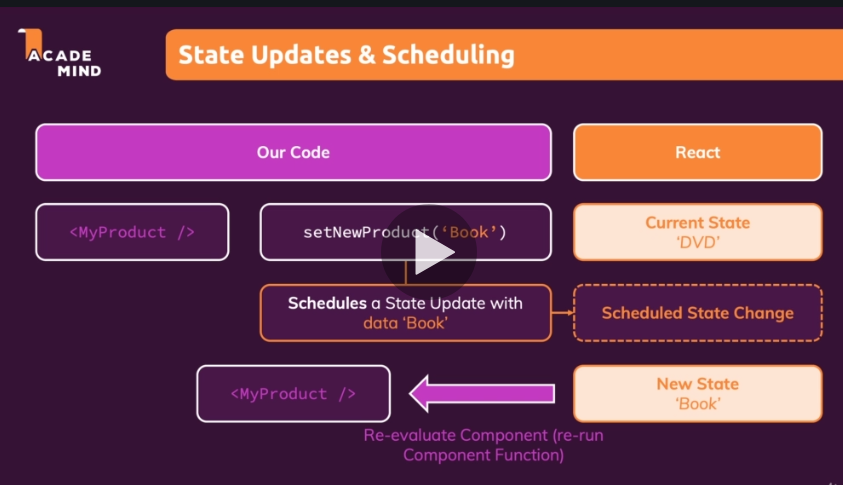 ACADE
MIND
State Updates & Scheduling
Our Code
React
<MyProduct />
setNewProduct(‘Book’)
Current State
‘DVD’
Schedules a State Update with
data ‘Book’
Scheduled State Change
<MyProduct />
New State
‘Book’
Re-evaluate Component (re-run
Component Function)